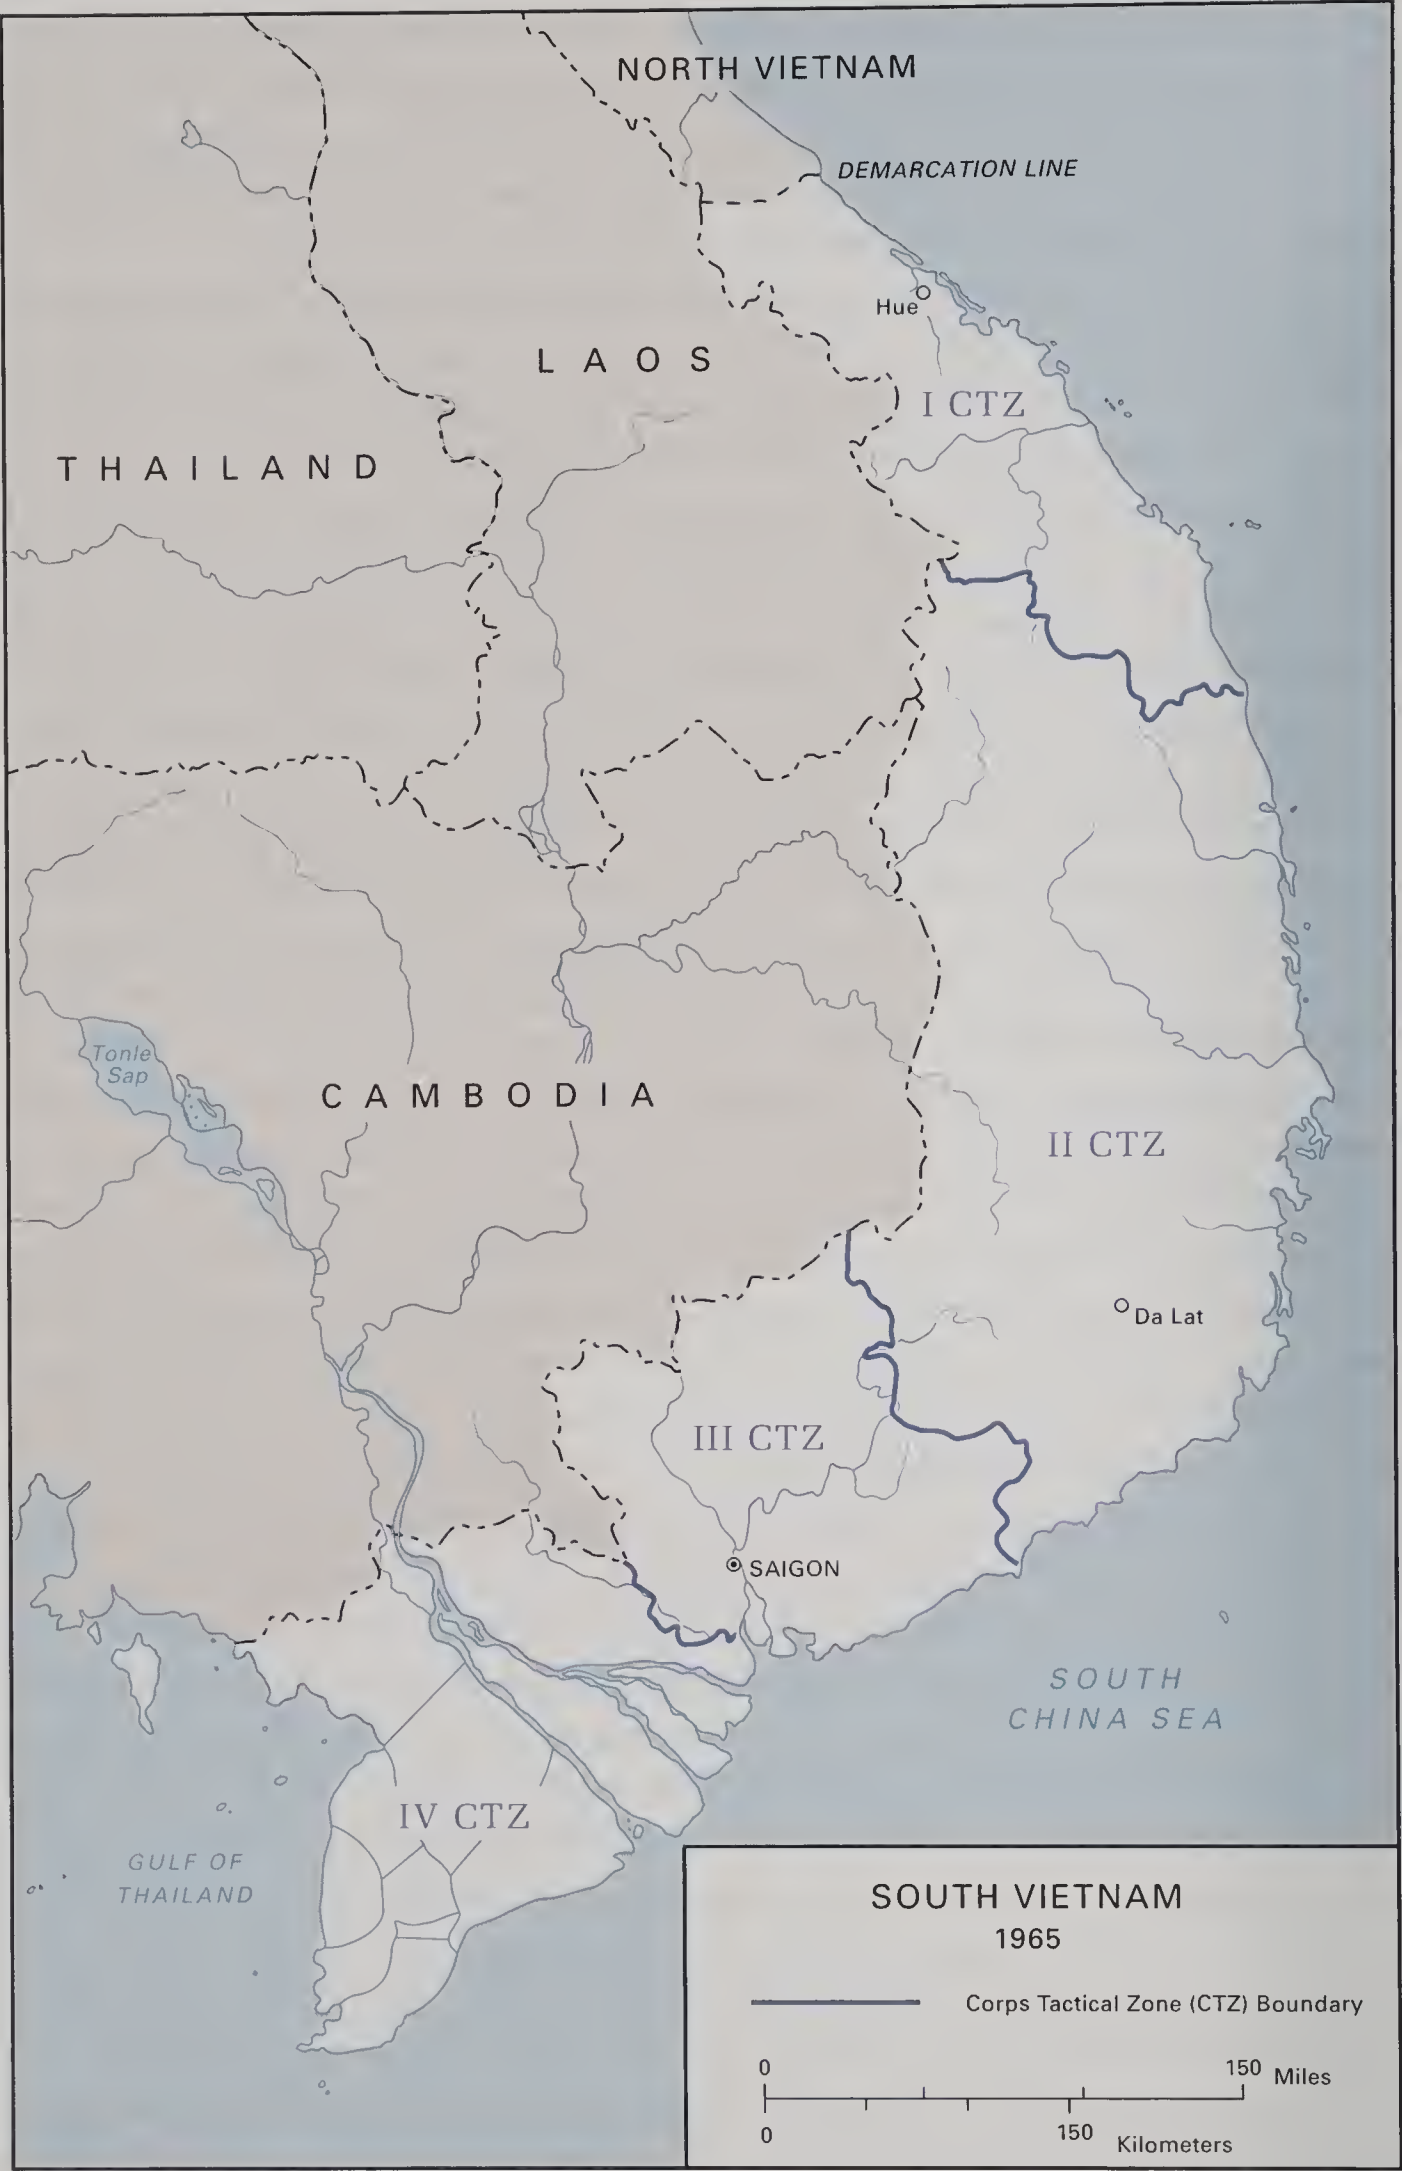 NORTH VIETNAM
DEMARCATION LINE
Hue
LAOS
I CTZ
THAILAND
Tonle
Sap
CAMBODIA
II CTZ
Da Lat
III CTZ
SAIGON
SOUTH
CHINA SEA
IV CTZ
GULF OF
THAILAND
SOUTH VIETNAM
1965
Corps Tactical Zone (CTZ) Boundary
0 150 Miles
0 150 Kilometers